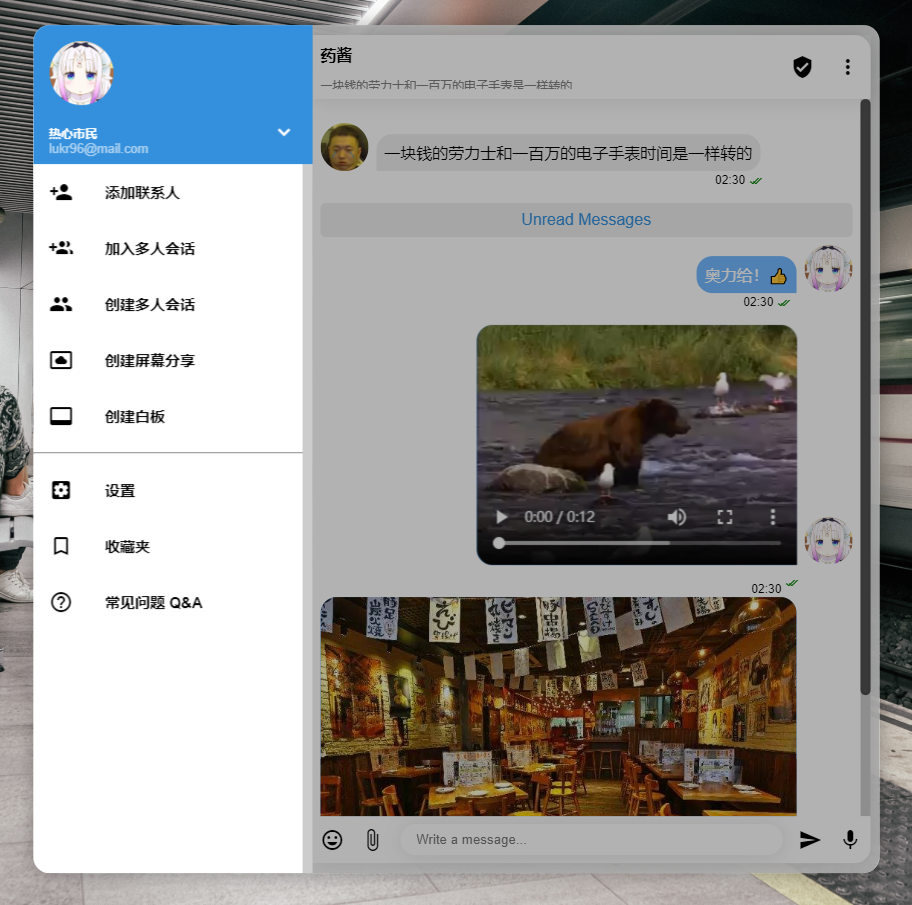 热心市民
lukr96@mail.com
添加联系人
加入多人会话
创建多人会话
创建屏幕分享
创建白板
设置
收藏夹
常见问题 Q&A
药酱
一块钱的劳力士和一百万的电子手表是一样转的
一块钱的劳力士和一百万的电子手表时间是一样转的
02:30
Unread Messages
奥力给！👍
02:30
0:00 / 0:12
02:30
えび
Write a message...